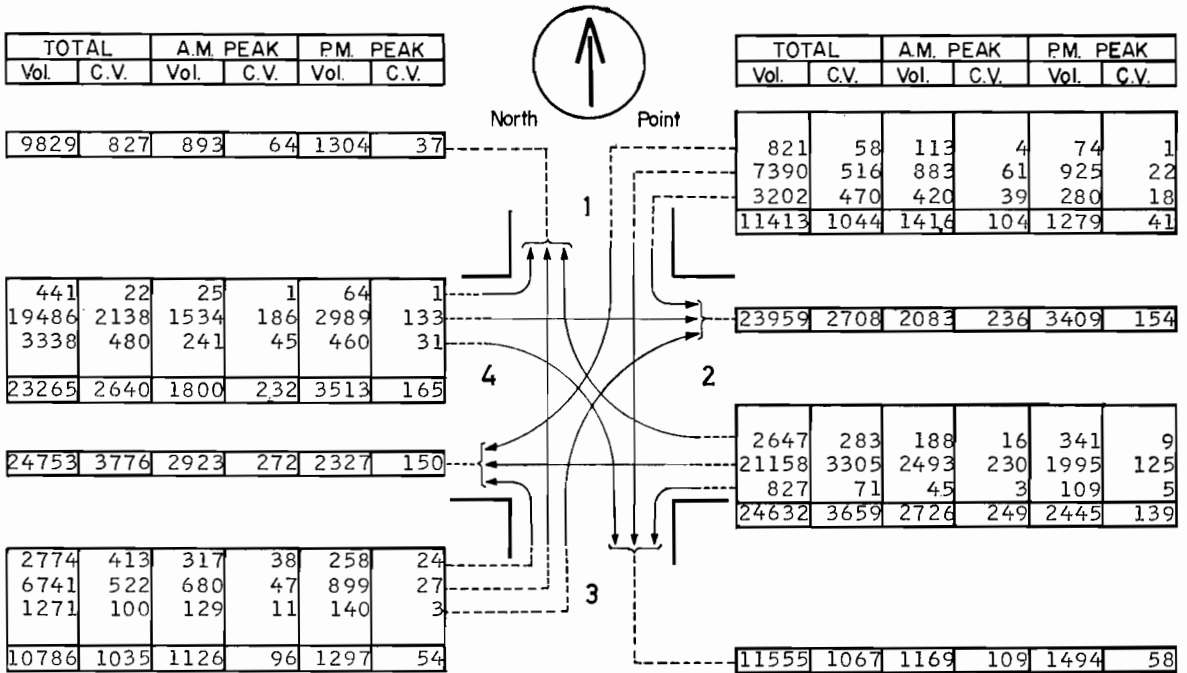 TOTAL A.M. PEAK P.M. PEAK
Vol. C.V. Vol. C.V. Vol. C.V.
9829 827 893 64 1304 37
441 22 25 1 64 1
19486 2138 1534 186 2989 133
3338 480 241 45 460 31
23265 2640 1800 232 3513 165
24753 3776 2923 272 2327 150
2774 413 317 38 258 24
6741 522 680 47 899 27
1271 100 129 11 140 3
10786 1035 1126 96 1297 54
North Point
1
4 2
3
TOTAL A.M. PEAK P.M. PEAK
Vol. C.V. Vol. C.V. Vol. C.V.
821 58 113 4 74 1
7390 516 883 61 925 22
3202 470 420 39 280 18
11413 1044 1416 104 1279 41
23959 2708 2083 236 3409 154
2647 283 188 16 341 9
21158 3305 2493 230 1995 125
827 71 45 3 109 5
24632 3659 2726 249 2445 139
11555 1067 1169 109 1494 58